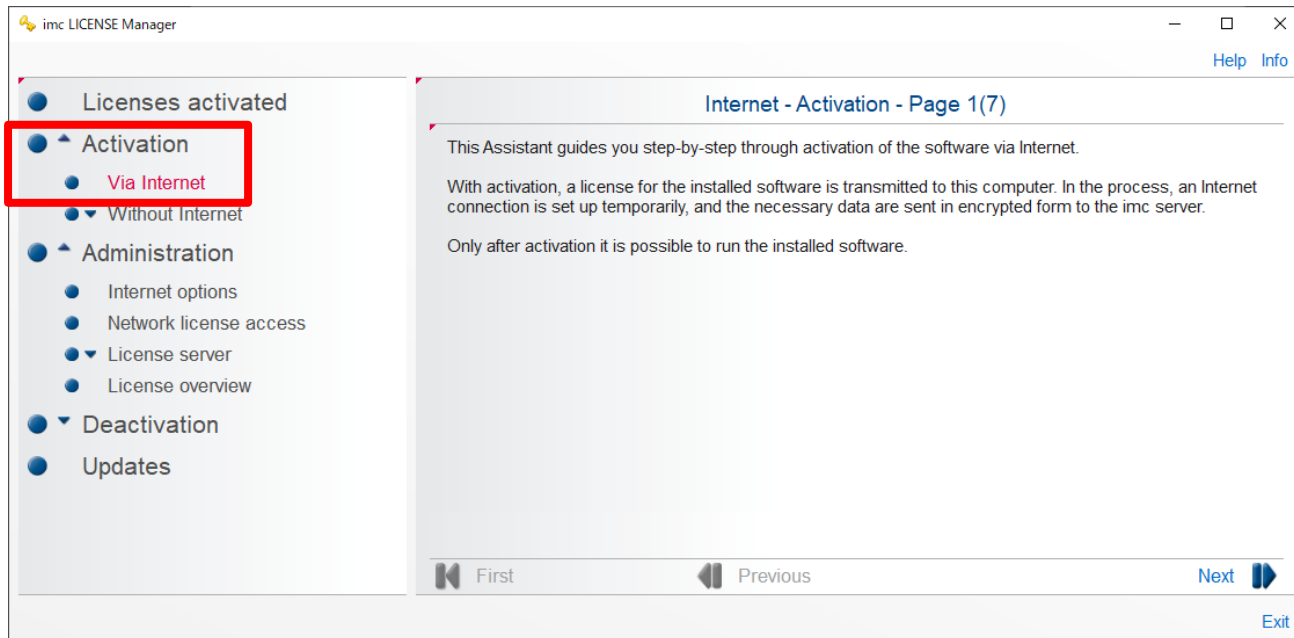 imc LICENSE Manager
Help Info
Licenses activated
Activation
Via Internet
Without Internet
Administration
Internet options
Network license access
License server
License overview
Deactivation
Updates
Internet - Activation - Page 1(7)
This Assistant guides you step-by-step through activation of the software via Internet.
With activation, a license for the installed software is transmitted to this computer. In the process, an Internet
connection is set up temporarily, and the necessary data are sent in encrypted form to the imc server.
Only after activation it is possible to run the installed software.
First Previous Next
Exit